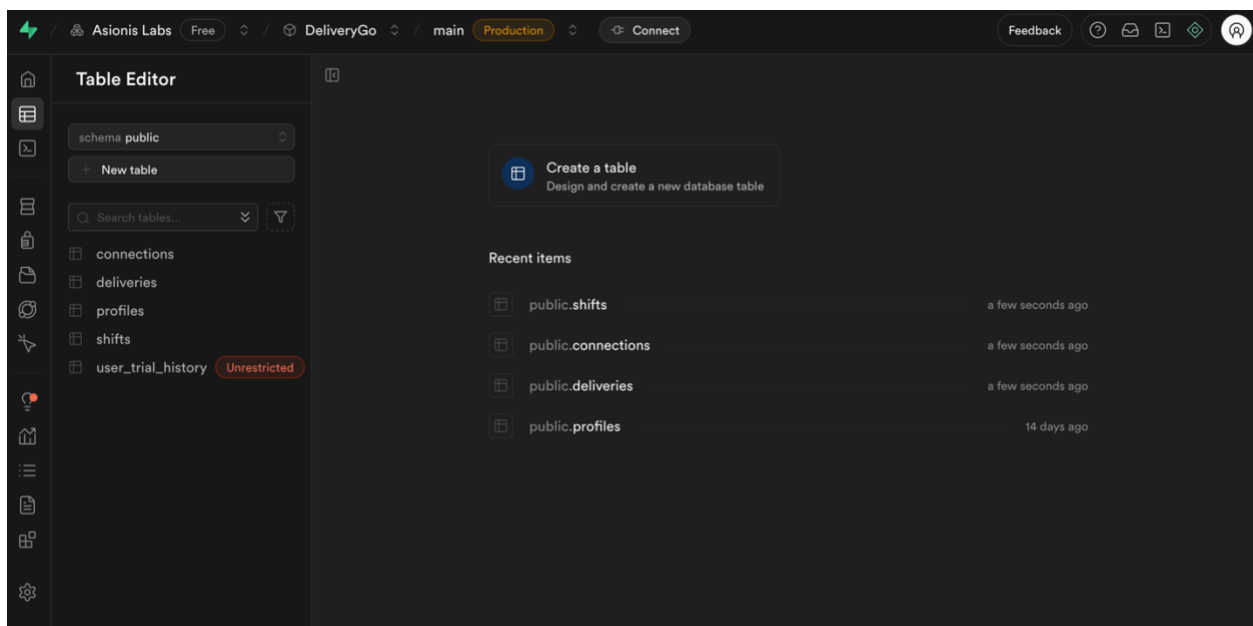 Asionis Labs Free / DeliveryGo / main Production Connect Feedback
Table Editor
schema public
New table
Search tables...
connections
deliveries
profiles
shifts
user_trial_history Unrestricted
Create a table
Design and create a new database table
Recent items
public.shifts a few seconds ago
public.connections a few seconds ago
public.deliveries a few seconds ago
public.profiles 14 days ago